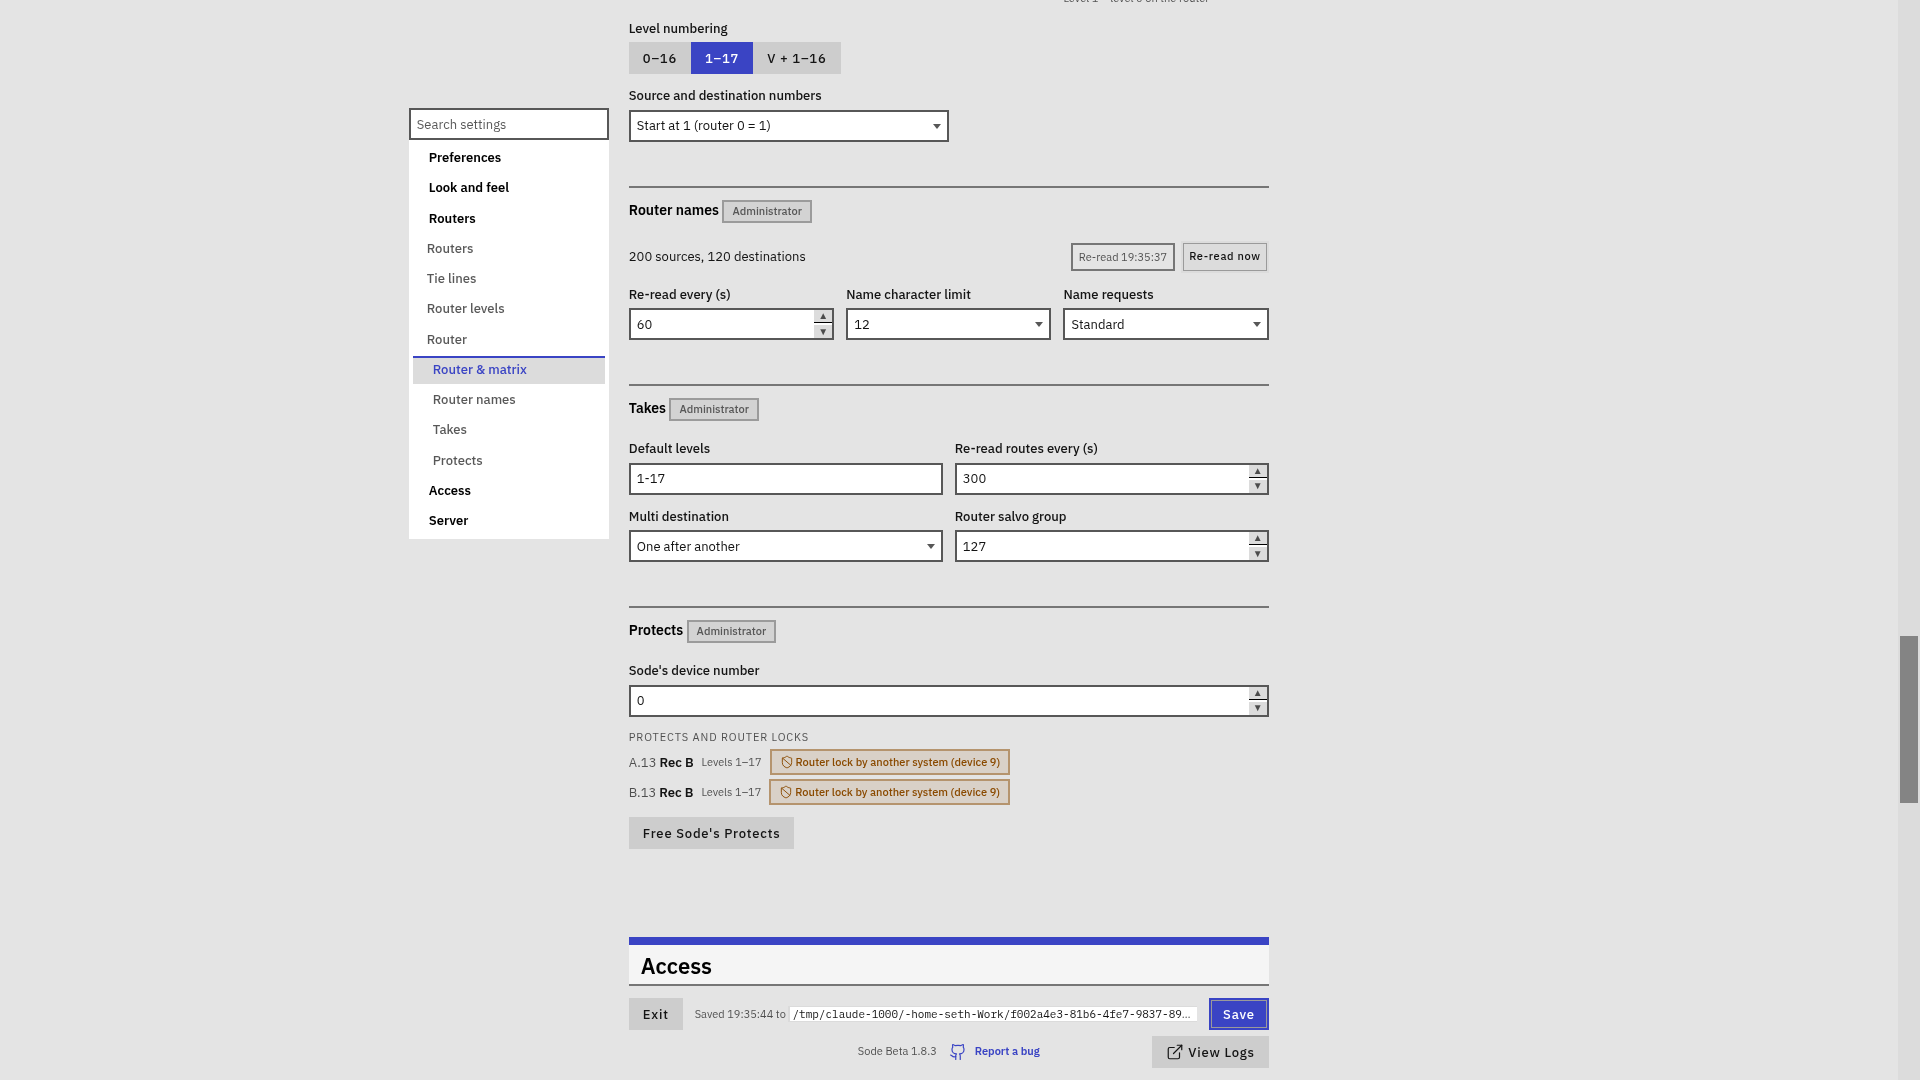 Level numbering
0–16 1–17 V + 1–16
Source and destination numbers
Start at 1 (router 0 = 1)
Search settings
Preferences
Look and feel
Routers
Routers
Tie lines
Router levels
Router
Router & matrix
Router names
Takes
Protects
Access
Server
Router names Administrator
200 sources, 120 destinations Re-read 19:35:37 Re-read now
Re-read every (s) Name character limit Name requests
60 12 Standard
Takes Administrator
Default levels Re-read routes every (s)
1-17 300
Multi destination Router salvo group
One after another 127
Protects Administrator
Sode's device number
0
PROTECTS AND ROUTER LOCKS
A.13 Rec B Levels 1–17 Router lock by another system (device 9)
B.13 Rec B Levels 1–17 Router lock by another system (device 9)
Free Sode's Protects
Access
Exit Saved 19:35:44 to /tmp/claude-1000/-home-seth-Work/f002a4e3-81b6-4fe7-9837-89... Save
Sode Beta 1.8.3 Report a bug View Logs